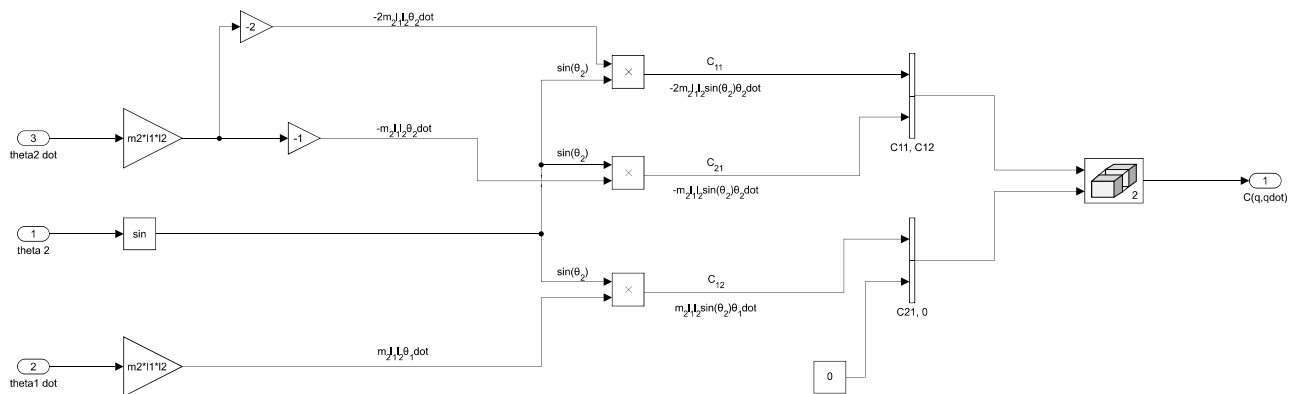 -2
-2m₂l₁l₂θ₂dot
sin(θ₂)
×
C₁₁
-2m₂l₁l₂sin(θ₂)θ₂dot
3
theta2 dot
m2*l1*l2
-1
-m₂l₁l₂θ₂dot
sin(θ₂)
×
C₂₁
-m₂l₁l₂sin(θ₂)θ₂dot
C11, C12
2
1
C(q,qdot)
1
theta 2
sin
sin(θ₂)
×
C₁₂
m₂l₁l₂sin(θ₂)θ₁dot
C21, 0
2
theta1 dot
m2*l1*l2
m₂l₁l₂θ₁dot
0